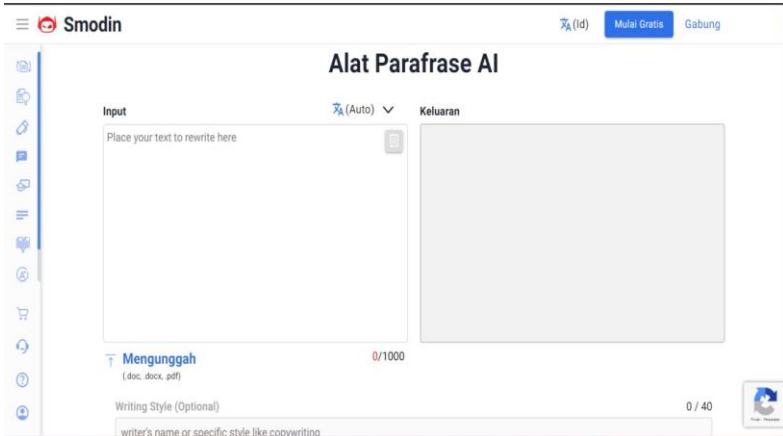 Smodin
(Id)
Mulai Gratis
Gabung
Alat Parafrase AI
Input
(Auto)
Keluaran
Place your text to rewrite here
Mengunggah
(.doc, .docx, .pdf)
0/1000
Writing Style (Optional)
0 / 40
writer's name or specific style like copywriting